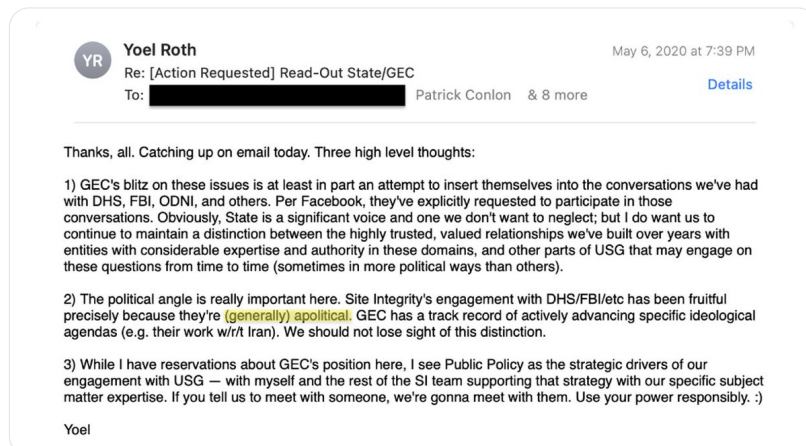 YR
Yoel Roth
May 6, 2020 at 7:39 PM
Re: [Action Requested] Read-Out State/GEC
Details
To: Patrick Conlon & 8 more
Thanks, all. Catching up on email today. Three high level thoughts:
1) GEC's blitz on these issues is at least in part an attempt to insert themselves into the conversations we've had
with DHS, FBI, ODNI, and others. Per Facebook, they've explicitly requested to participate in those
conversations. Obviously, State is a significant voice and one we don't want to neglect; but I do want us to
continue to maintain a distinction between the highly trusted, valued relationships we've built over years with
entities with considerable expertise and authority in these domains, and other parts of USG that may engage on
these questions from time to time (sometimes in more political ways than others).
2) The political angle is really important here. Site Integrity's engagement with DHS/FBI/etc has been fruitful
precisely because they're (generally) apolitical. GEC has a track record of actively advancing specific ideological
agendas (e.g. their work w/r/t Iran). We should not lose sight of this distinction.
3) While I have reservations about GEC's position here, I see Public Policy as the strategic drivers of our
engagement with USG — with myself and the rest of the SI team supporting that strategy with our specific subject
matter expertise. If you tell us to meet with someone, we're gonna meet with them. Use your power responsibly. :)
Yoel